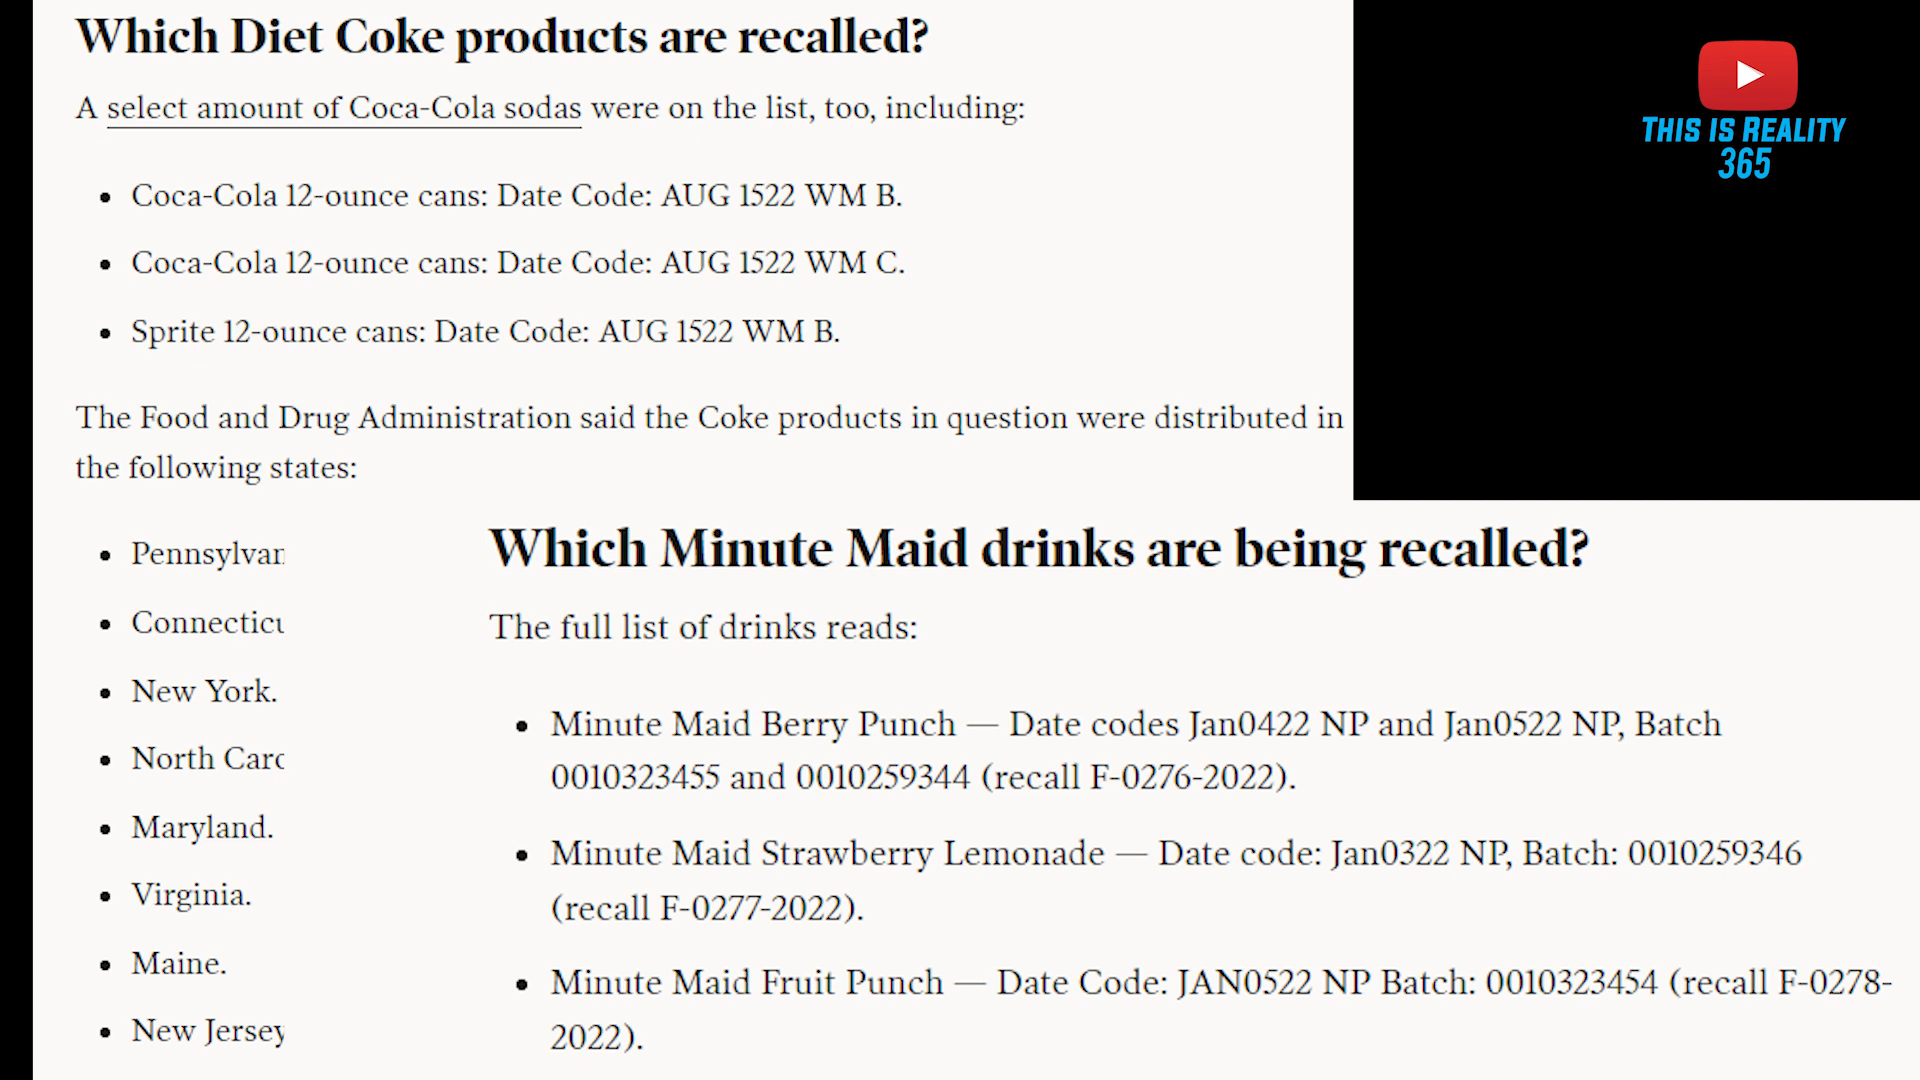 Which Diet Coke products are recalled?
A select amount of Coca-Cola sodas were on the list, too, including:
Coca-Cola 12-ounce cans: Date Code: AUG 1522 WM B.
Coca-Cola 12-ounce cans: Date Code: AUG 1522 WM C.
Sprite 12-ounce cans: Date Code: AUG 1522 WM B.
The Food and Drug Administration said the Coke products in question were distributed in
the following states:
Pennsylvan
Connecticu
New York.
North Carc
Maryland.
Virginia.
Maine.
New Jersey
Which Minute Maid drinks are being recalled?
The full list of drinks reads:
Minute Maid Berry Punch — Date codes Jan0422 NP and Jan0522 NP, Batch
0010323455 and 0010259344 (recall F-0276-2022).
Minute Maid Strawberry Lemonade — Date code: Jan0322 NP, Batch: 0010259346
(recall F-0277-2022).
Minute Maid Fruit Punch — Date Code: JAN0522 NP Batch: 0010323454 (recall F-0278-
2022).
THIS IS REALITY
365